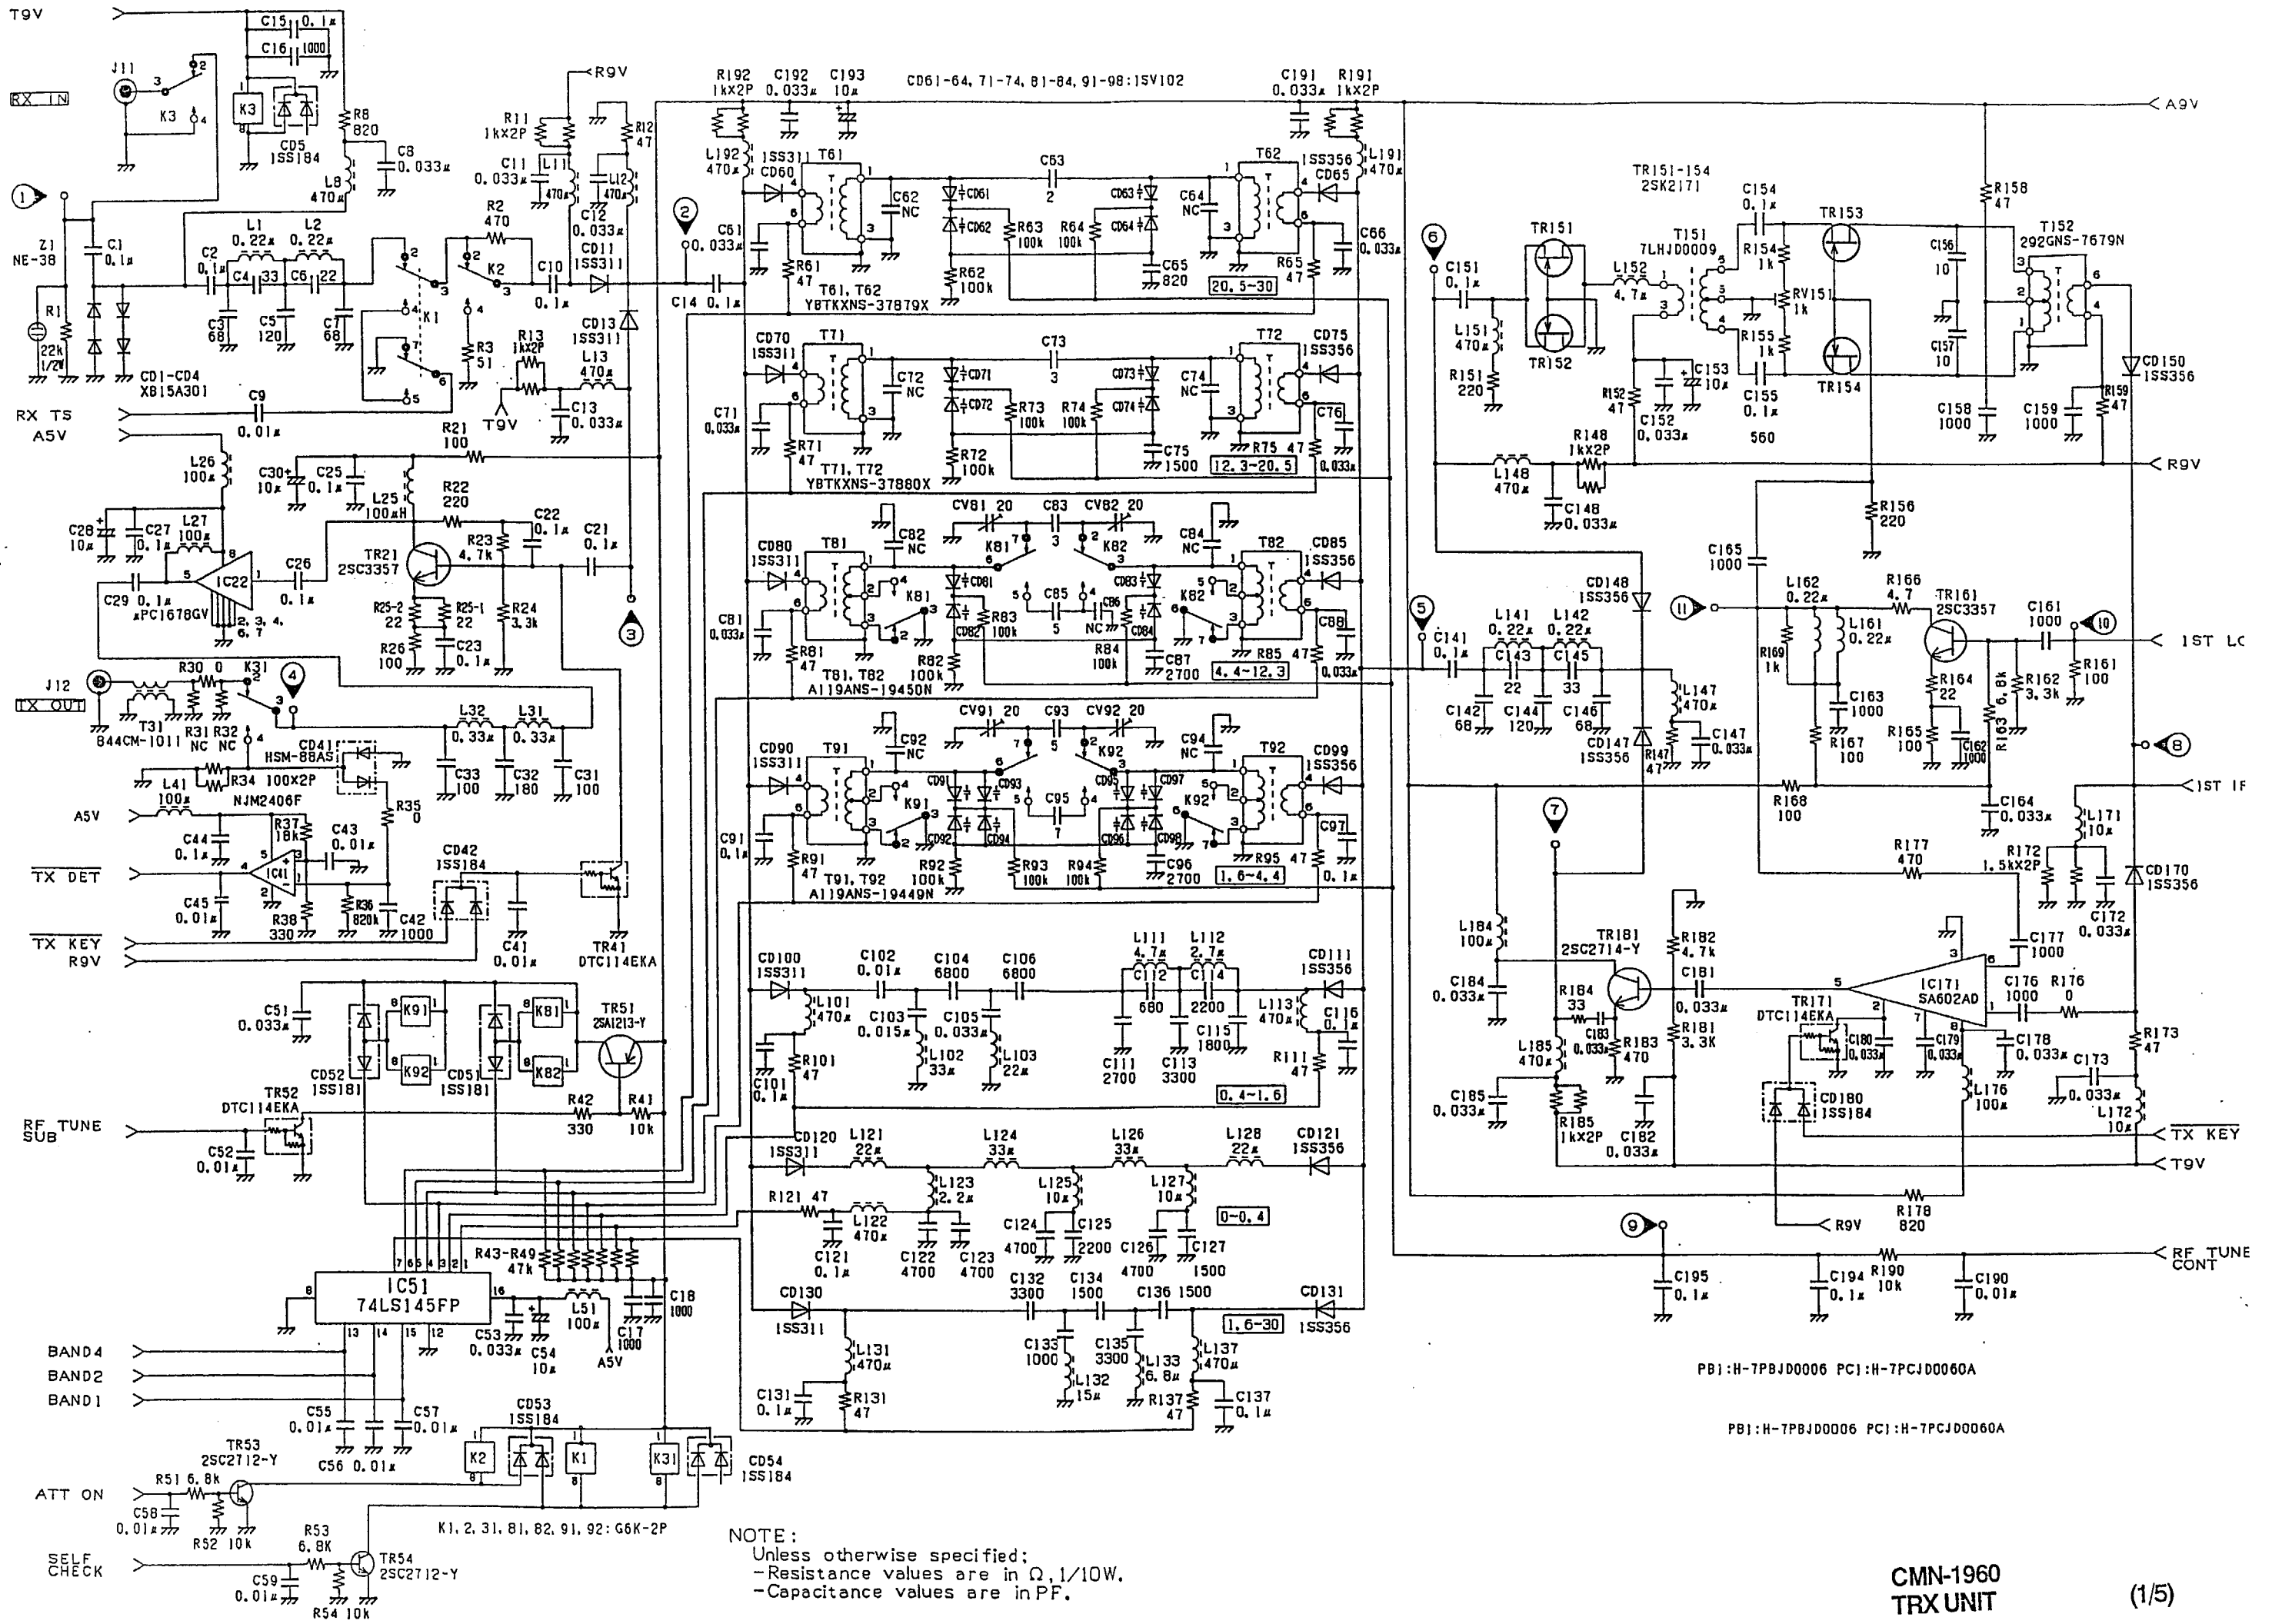 T9V
C15 0.1µ
C16 1000
J11
RX IN
K3
K3
CD5
1SS184
R8
820
C8
0.033µ
L8
470µ
1
Z1
NE-38
C1
0.1µ
R1
22k
1/2W
CD1-CD4
XB15A301
C2
0.1µ
L1
0.22µ
L2
0.22µ
C4 33
C6 22
C3
68
C5
120
C7
68
R2
470
K2
K1
R3
51
C10
0.1µ
R9V
R11
1kX2P
C11
0.033µ
L11
470µ
R12
47
L12
470µ
C12
0.033µ
CD11
1SS311
CD13
1SS311
R13
1kX2P
L13
470µ
T9V
C13
0.033µ
C9
0.01µ
RX TS
A5V
2
C14 0.1µ
R192
1kX2P
C192
0.033µ
C193
10µ
CD61-64, 71-74, 81-84, 91-98:1SV102
C191
0.033µ
R191
1kX2P
A9V
L192
470µ
1SS311
CD60
T61
C61
0.033µ
R61
47
C62
NC
CD61
CD62
R62
100k
R63
100k
C63
2
R64
100k
CD63
CD64
C65
820
C64
NC
T62
1SS356
CD65
L191
470µ
C66
0.033µ
R65
47
T61, T62
YBTKXNS-37879X
20.5-30
CD70
1SS311
T71
C71
0.033µ
R71
47
C72
NC
CD71
CD72
R72
100k
R73
100k
C73
3
R74
100k
CD73
CD74
C75
1500
C74
NC
T72
CD75
1SS356
C76
0.033µ
R75 47
T71, T72
YBTKXNS-37880X
12.3-20.5
CD80
1SS311
T81
C81
0.033µ
R81
47
C82
NC
K81
CD81
CD82
R82
100k
R83
100k
CV81 20
C83
3
CV82 20
K81
K82
C85
5
C86
NC
R84
100k
CD83
CD84
C87
2700
C84
NC
K82
T82
CD85
1SS356
C88
0.033µ
R85
47
T81, T82
A119ANS-19450N
4.4~12.3
CD90
1SS311
T91
C91
0.1µ
R91
47
C92
NC
K91
CD91
CD92
CD93
CD94
R92
100k
R93
100k
CV91 20
C93
5
CV92 20
K92
C95
7
R94
100k
CD95
CD96
CD97
CD98
C96
2700
C94
NC
K92
T92
CD99
1SS356
C97
0.1µ
R95
47
T91, T92
A119ANS-19449N
1.6~4.4
CD100
1SS311
L101
470µ
C101
0.1µ
R101
47
C102
0.01µ
C103
0.015µ
L102
33µ
C104
6800
C105
0.033µ
L103
22µ
C106
6800
L111
4.7µ
C112
680
C111
2700
L112
2.7µ
C114
2200
C113
3300
C115
1800
L113
470µ
CD111
1SS356
C116
0.1µ
R111
47
0.4~1.6
CD120
1SS311
L121
22µ
R121 47
L122
470µ
C121
0.1µ
L123
2.2µ
C122
4700
C123
4700
L124
33µ
L125
10µ
C124
4700
C125
2200
L126
33µ
L127
10µ
C126
4700
C127
1500
L128
22µ
CD121
1SS356
0~0.4
CD130
1SS311
L131
470µ
C131
0.1µ
R131
47
C132
3300
C133
1000
L132
15µ
C134
1500
C135
3300
L133
6.8µ
C136 1500
L137
470µ
R137
47
C137
0.1µ
CD131
1SS356
1.6-30
R21
100
L26
100µ
C30
10µ
C25
0.1µ
L25
100µH
R22
220
C28
10µ
C27
0.1µ
L27
100µ
IC22
µPC1678GV
2, 3, 4,
6, 7
C29 0.1µ
C26
0.1µ
TR21
2SC3357
R23
4.7k
C22
0.1µ
C21
0.1µ
R25-2
22
R25-1
22
R24
3.3k
R26
100
C23
0.1µ
3
J12
TX OUT
T31
844CM-1011
R30 0
R31
NC
R32
NC
K31
4
L32
0.33µ
L31
0.33µ
C33
100
C32
180
C31
100
CD41
HSM-88AS
R34 100X2P
L41
100µ
A5V
NJM2406F
C44
0.1µ
R37
18k
C43
0.01µ
R35
0
IC41
TX DET
C45
0.01µ
R38
330
R36
820k
C42
1000
CD42
1SS184
C41
0.01µ
TR41
DTC114EKA
TX KEY
R9V
C51
0.033µ
CD52
1SS181
K91
K92
CD51
1SS181
K81
K82
TR51
2SA1213-Y
TR52
DTC114EKA
RF TUNE
SUB
C52
0.01µ
R42
330
R41
10k
R43-R49
47k
IC51
74LS145FP
C53
0.033µ
C54
10µ
L51
100µ
A5V
C17
1000
C18
1000
BAND4
BAND2
BAND1
C55
0.01µ
C56 0.01µ
C57
0.01µ
TR53
2SC2712-Y
ATT ON
R51 6.8k
C58
0.01µ
R52 10k
CD53
1SS184
K2
K1
K31
CD54
1SS184
K1, 2, 31, 81, 82, 91, 92: G6K-2P
SELF
CHECK
R53
6.8K
C59
0.01µ
R54 10k
TR54
2SC2712-Y
NOTE:
Unless otherwise specified;
-Resistance values are in Ω, 1/10W.
-Capacitance values are in PF.
TR151-154
2SK2171
6
C151
0.1µ
L151
470µ
R151
220
TR151
TR152
L152
4.7µ
T151
7LHJD0009
C154
0.1µ
R154
1k
RV151
1k
R155
1k
C155
0.1µ
560
TR153
TR154
C156
10
C157
10
R158
47
T152
292GNS-7679N
CD150
1SS356
R159
47
C158
1000
C159
1000
R152
47
C152
0.033µ
C153
10µ
R148
1kX2P
L148
470µ
C148
0.033µ
R9V
R156
220
C165
1000
5
C141
0.1µ
L141
0.22µ
C143
22
L142
0.22µ
C145
33
C142
68
C144
120
C146
68
CD148
1SS356
CD147
1SS356
L147
470µ
R147
47
C147
0.033µ
11
L162
0.22µ
L161
0.22µ
R169
1k
R166
4.7
TR161
2SC3357
C161
1000
10
1ST LO
R161
100
R162
3.3k
R163 6.8k
R164
22
R165
100
C162
1000
C163
1000
R167
100
R168
100
C164
0.033µ
8
1ST IF
L171
10µ
R172
1.5kX2P
C172
0.033µ
CD170
1SS356
R177
470
C177
1000
7
L184
100µ
C184
0.033µ
TR181
2SC2714-Y
R182
4.7k
C181
0.033µ
R181
3.3K
R184
33
C183
0.033µ
R183
470
L185
470µ
C185
0.033µ
R185
1kX2P
C182
0.033µ
IC171
SA602AD
TR171
DTC114EKA
C180
0.033µ
C179
0.033µ
C178
0.033µ
C176
1000
R176
0
R173
47
C173
0.033µ
L172
10µ
L176
100µ
CD180
1SS184
TX KEY
T9V
R178
820
R9V
9
C195
0.1µ
C194
0.1µ
R190
10k
C190
0.01µ
RF TUNE
CONT
PB1:H-7PBJD0006 PC1:H-7PCJD0060A
PB1:H-7PBJD0006 PC1:H-7PCJD0060A
CMN-1960
TRX UNIT
(1/5)